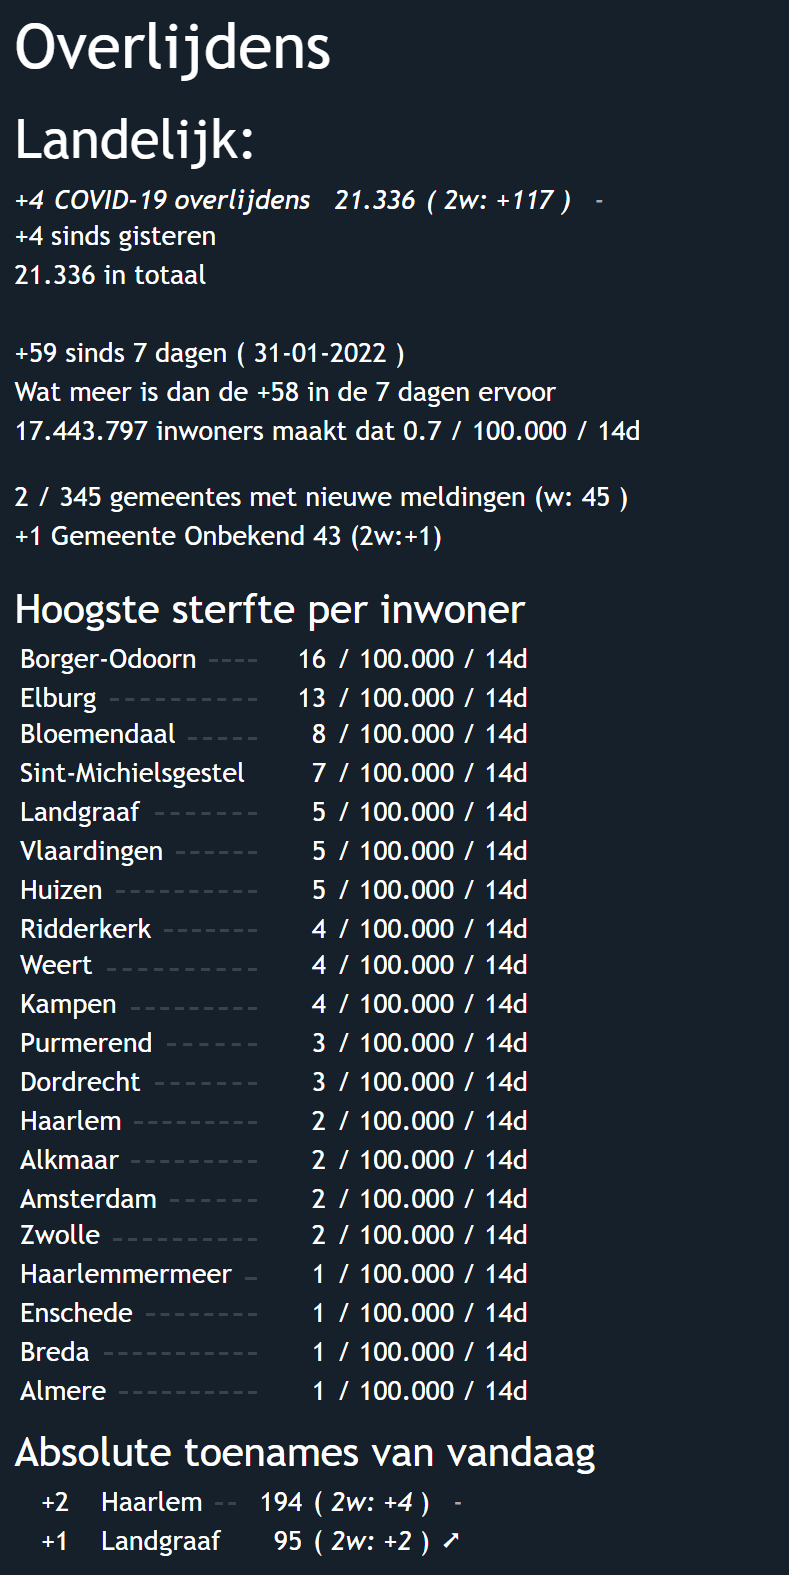 Overlijdens
Landelijk:
+4 COVID-19 overlijdens 21.336 ( 2w: +117 ) -
+4 sinds gisteren
21.336 in totaal
+59 sinds 7 dagen ( 31-01-2022 )
Wat meer is dan de +58 in de 7 dagen ervoor
17.443.797 inwoners maakt dat 0.7 / 100.000 / 14d
2 / 345 gemeentes met nieuwe meldingen (w: 45 )
+1 Gemeente Onbekend 43 (2w:+1)
Hoogste sterfte per inwoner
Borger-Odoorn ---- 16 / 100.000 / 14d
Elburg ---------- 13 / 100.000 / 14d
Bloemendaal ----- 8 / 100.000 / 14d
Sint-Michielsgestel 7 / 100.000 / 14d
Landgraaf ------- 5 / 100.000 / 14d
Vlaardingen ------ 5 / 100.000 / 14d
Huizen ---------- 5 / 100.000 / 14d
Ridderkerk ------- 4 / 100.000 / 14d
Weert ----------- 4 / 100.000 / 14d
Kampen --------- 4 / 100.000 / 14d
Purmerend ------ 3 / 100.000 / 14d
Dordrecht ------- 3 / 100.000 / 14d
Haarlem --------- 2 / 100.000 / 14d
Alkmaar --------- 2 / 100.000 / 14d
Amsterdam ------ 2 / 100.000 / 14d
Zwolle ---------- 2 / 100.000 / 14d
Haarlemmermeer - 1 / 100.000 / 14d
Enschede -------- 1 / 100.000 / 14d
Breda ----------- 1 / 100.000 / 14d
Almere ---------- 1 / 100.000 / 14d
Absolute toenames van vandaag
+2 Haarlem -- 194 ( 2w: +4 ) -
+1 Landgraaf 95 ( 2w: +2 ) ➚